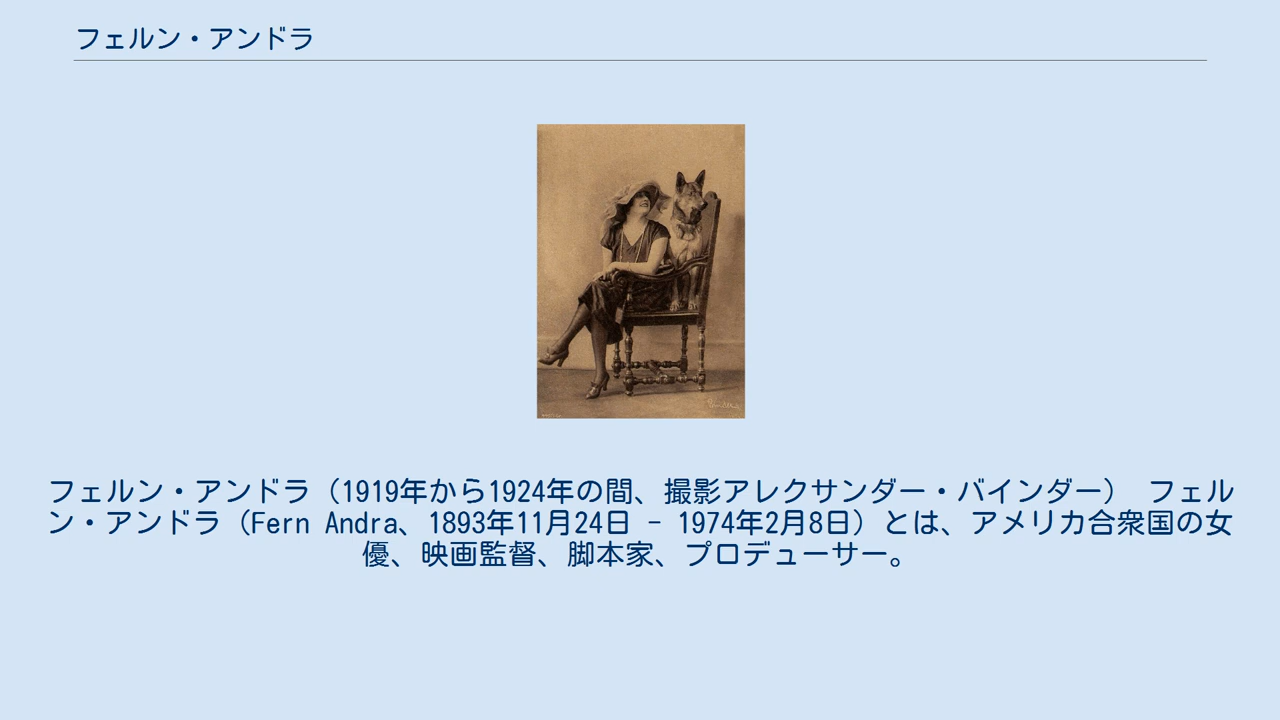 フェルン・アンドラ
フェルン・アンドラ（1919年から1924年の間、撮影アレクサンダー・バインダー） フェル
ン・アンドラ（Fern Andra、1893年11月24日 - 1974年2月8日）とは、アメリカ合衆国の女
優、映画監督、脚本家、プロデューサー。